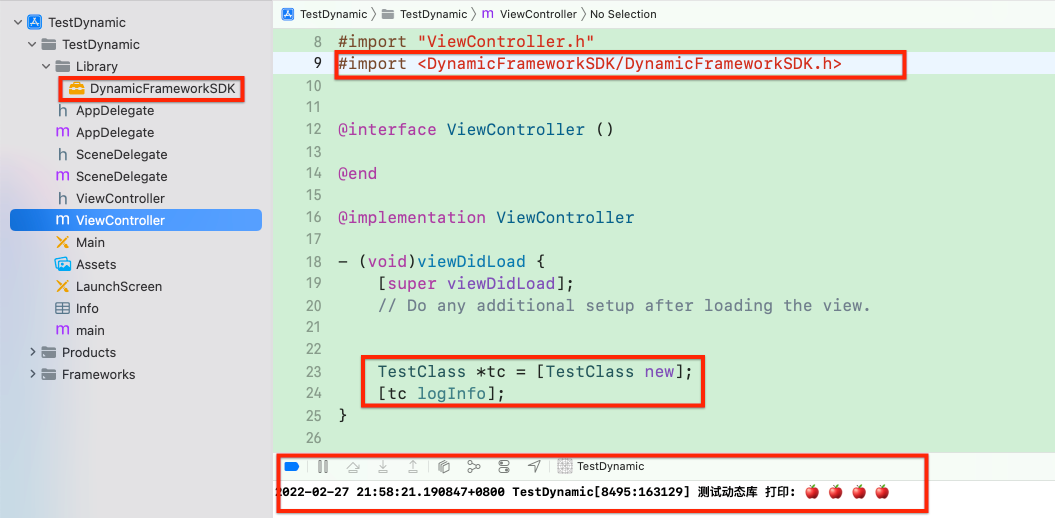 TestDynamic
TestDynamic
Library
DynamicFrameworkSDK
h AppDelegate
m AppDelegate
h SceneDelegate
m SceneDelegate
h ViewController
m ViewController
Main
Assets
LaunchScreen
Info
m main
Products
Frameworks
TestDynamic 〉 TestDynamic 〉 m ViewController 〉 No Selection
8 #import "ViewController.h"
9 #import <DynamicFrameworkSDK/DynamicFrameworkSDK.h>
10
11
12 @interface ViewController ()
13
14 @end
15
16 @implementation ViewController
17
18 - (void)viewDidLoad {
19 [super viewDidLoad];
20 // Do any additional setup after loading the view.
21
22
23 TestClass *tc = [TestClass new];
24 [tc logInfo];
25 }
26
TestDynamic
2022-02-27 21:58:21.190847+0800 TestDynamic[8495:163129] 测试动态库 打印: 🍎 🍎 🍎 🍎